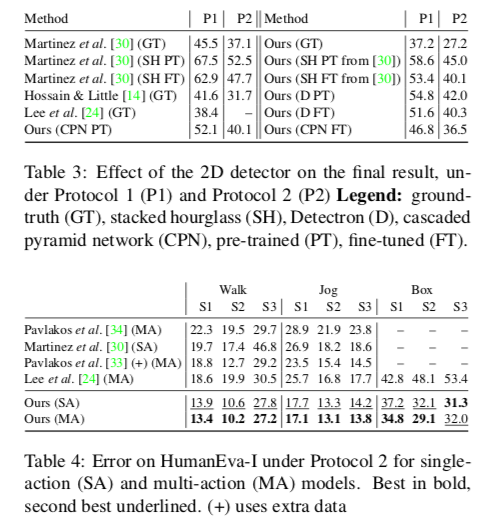 Method P1 P2 Method P1 P2
Martinez et al. [30] (GT) 45.5 37.1 Ours (GT) 37.2 27.2
Martinez et al. [30] (SH PT) 67.5 52.5 Ours (SH PT from [30]) 58.6 45.0
Martinez et al. [30] (SH FT) 62.9 47.7 Ours (SH FT from [30]) 53.4 40.1
Hossain & Little [14] (GT) 41.6 31.7 Ours (D PT) 54.8 42.0
Lee et al. [24] (GT) 38.4 – Ours (D FT) 51.6 40.3
Ours (CPN PT) 52.1 40.1 Ours (CPN FT) 46.8 36.5
Table 3: Effect of the 2D detector on the final result, un-
der Protocol 1 (P1) and Protocol 2 (P2) Legend: ground-
truth (GT), stacked hourglass (SH), Detectron (D), cascaded
pyramid network (CPN), pre-trained (PT), fine-tuned (FT).
Walk Jog Box
S1 S2 S3 S1 S2 S3 S1 S2 S3
Pavlakos et al. [34] (MA) 22.3 19.5 29.7 28.9 21.9 23.8 – – –
Martinez et al. [30] (SA) 19.7 17.4 46.8 26.9 18.2 18.6 – – –
Pavlakos et al. [33] (+) (MA) 18.8 12.7 29.2 23.5 15.4 14.5 – – –
Lee et al. [24] (MA) 18.6 19.9 30.5 25.7 16.8 17.7 42.8 48.1 53.4
Ours (SA) 13.9 10.6 27.8 17.7 13.3 14.2 37.2 32.1 31.3
Ours (MA) 13.4 10.2 27.2 17.1 13.1 13.8 34.8 29.1 32.0
Table 4: Error on HumanEva-I under Protocol 2 for single-
action (SA) and multi-action (MA) models. Best in bold,
second best underlined. (+) uses extra data